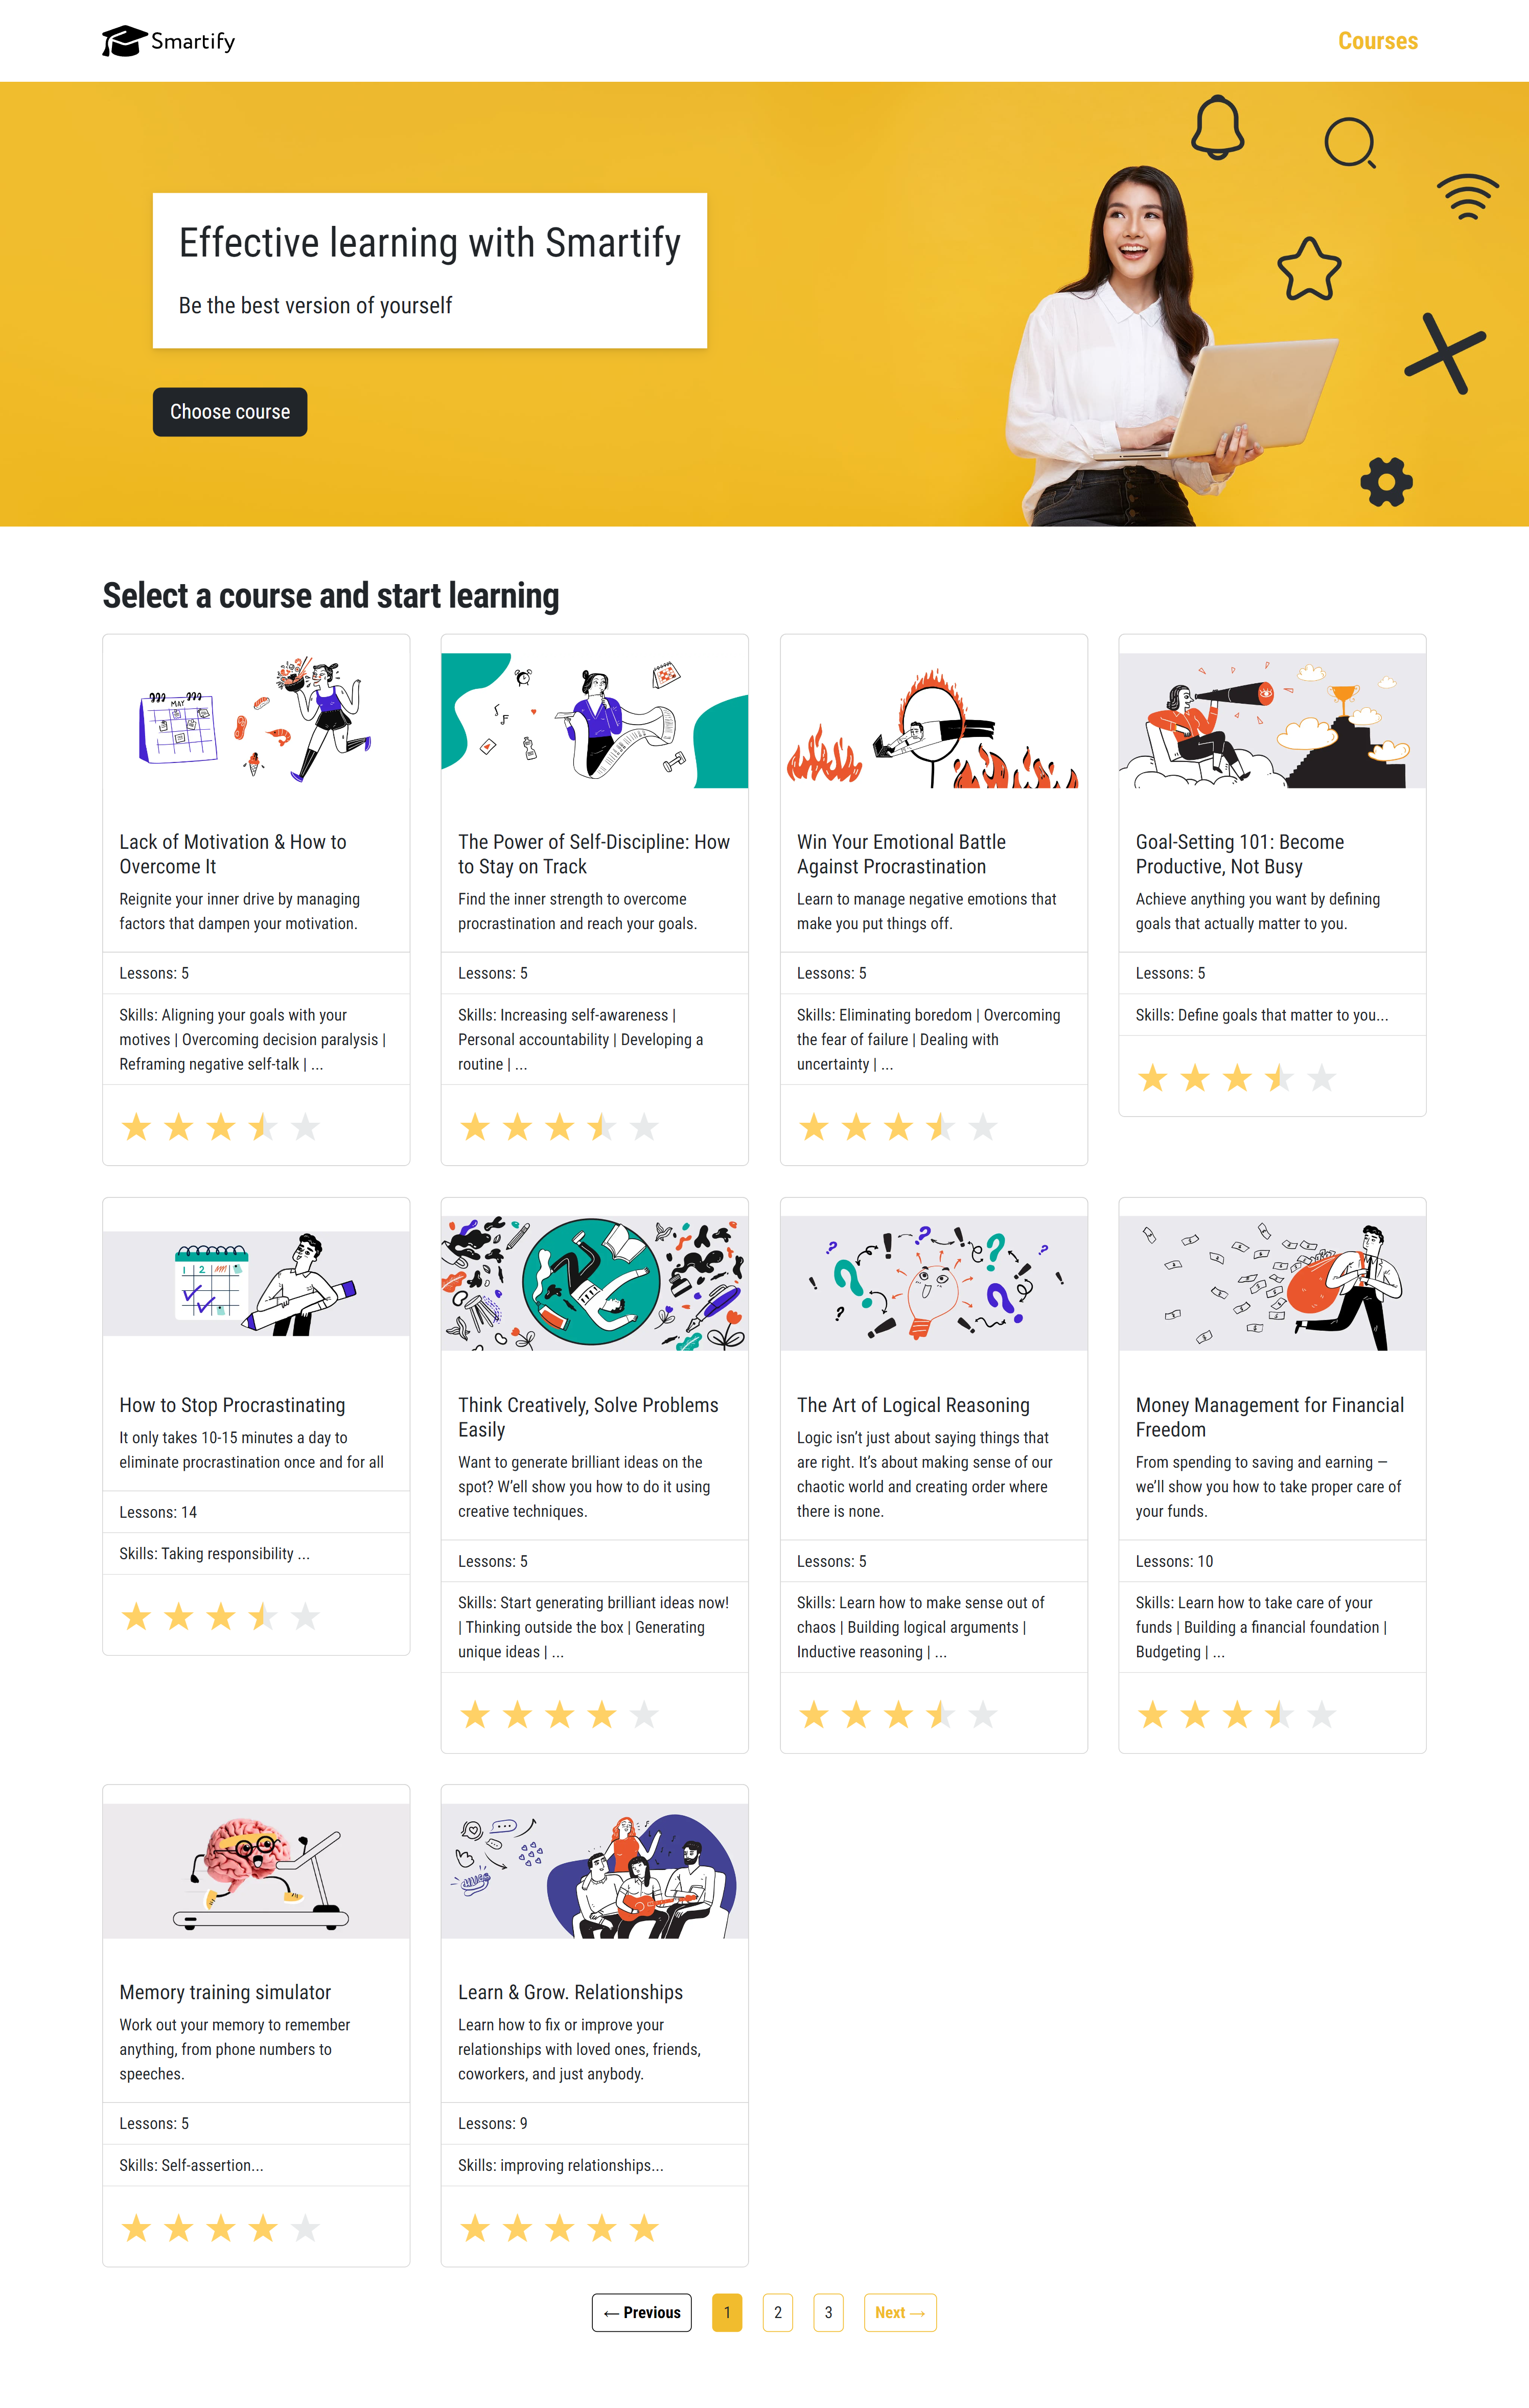 Smartify
Courses
Effective learning with Smartify
Be the best version of yourself
Choose course
Select a course and start learning
MAY
Lack of Motivation & How to
Overcome It
Reignite your inner drive by managing
factors that dampen your motivation.
Lessons: 5
Skills: Aligning your goals with your
motives | Overcoming decision paralysis |
Reframing negative self-talk | ...
The Power of Self-Discipline: How
to Stay on Track
Find the inner strength to overcome
procrastination and reach your goals.
Lessons: 5
Skills: Increasing self-awareness |
Personal accountability | Developing a
routine | ...
Win Your Emotional Battle
Against Procrastination
Learn to manage negative emotions that
make you put things off.
Lessons: 5
Skills: Eliminating boredom | Overcoming
the fear of failure | Dealing with
uncertainty | ...
Goal-Setting 101: Become
Productive, Not Busy
Achieve anything you want by defining
goals that actually matter to you.
Lessons: 5
Skills: Define goals that matter to you...
1 2
How to Stop Procrastinating
It only takes 10-15 minutes a day to
eliminate procrastination once and for all
Lessons: 14
Skills: Taking responsibility ...
Think Creatively, Solve Problems
Easily
Want to generate brilliant ideas on the
spot? W'ell show you how to do it using
creative techniques.
Lessons: 5
Skills: Start generating brilliant ideas now!
| Thinking outside the box | Generating
unique ideas | ...
The Art of Logical Reasoning
Logic isn’t just about saying things that
are right. It’s about making sense of our
chaotic world and creating order where
there is none.
Lessons: 5
Skills: Learn how to make sense out of
chaos | Building logical arguments |
Inductive reasoning | ...
Money Management for Financial
Freedom
From spending to saving and earning —
we’ll show you how to take proper care of
your funds.
Lessons: 10
Skills: Learn how to take care of your
funds | Building a financial foundation |
Budgeting | ...
Memory training simulator
Work out your memory to remember
anything, from phone numbers to
speeches.
Lessons: 5
Skills: Self-assertion...
Learn & Grow. Relationships
Learn how to fix or improve your
relationships with loved ones, friends,
coworkers, and just anybody.
Lessons: 9
Skills: improving relationships...
← Previous 1 2 3 Next →